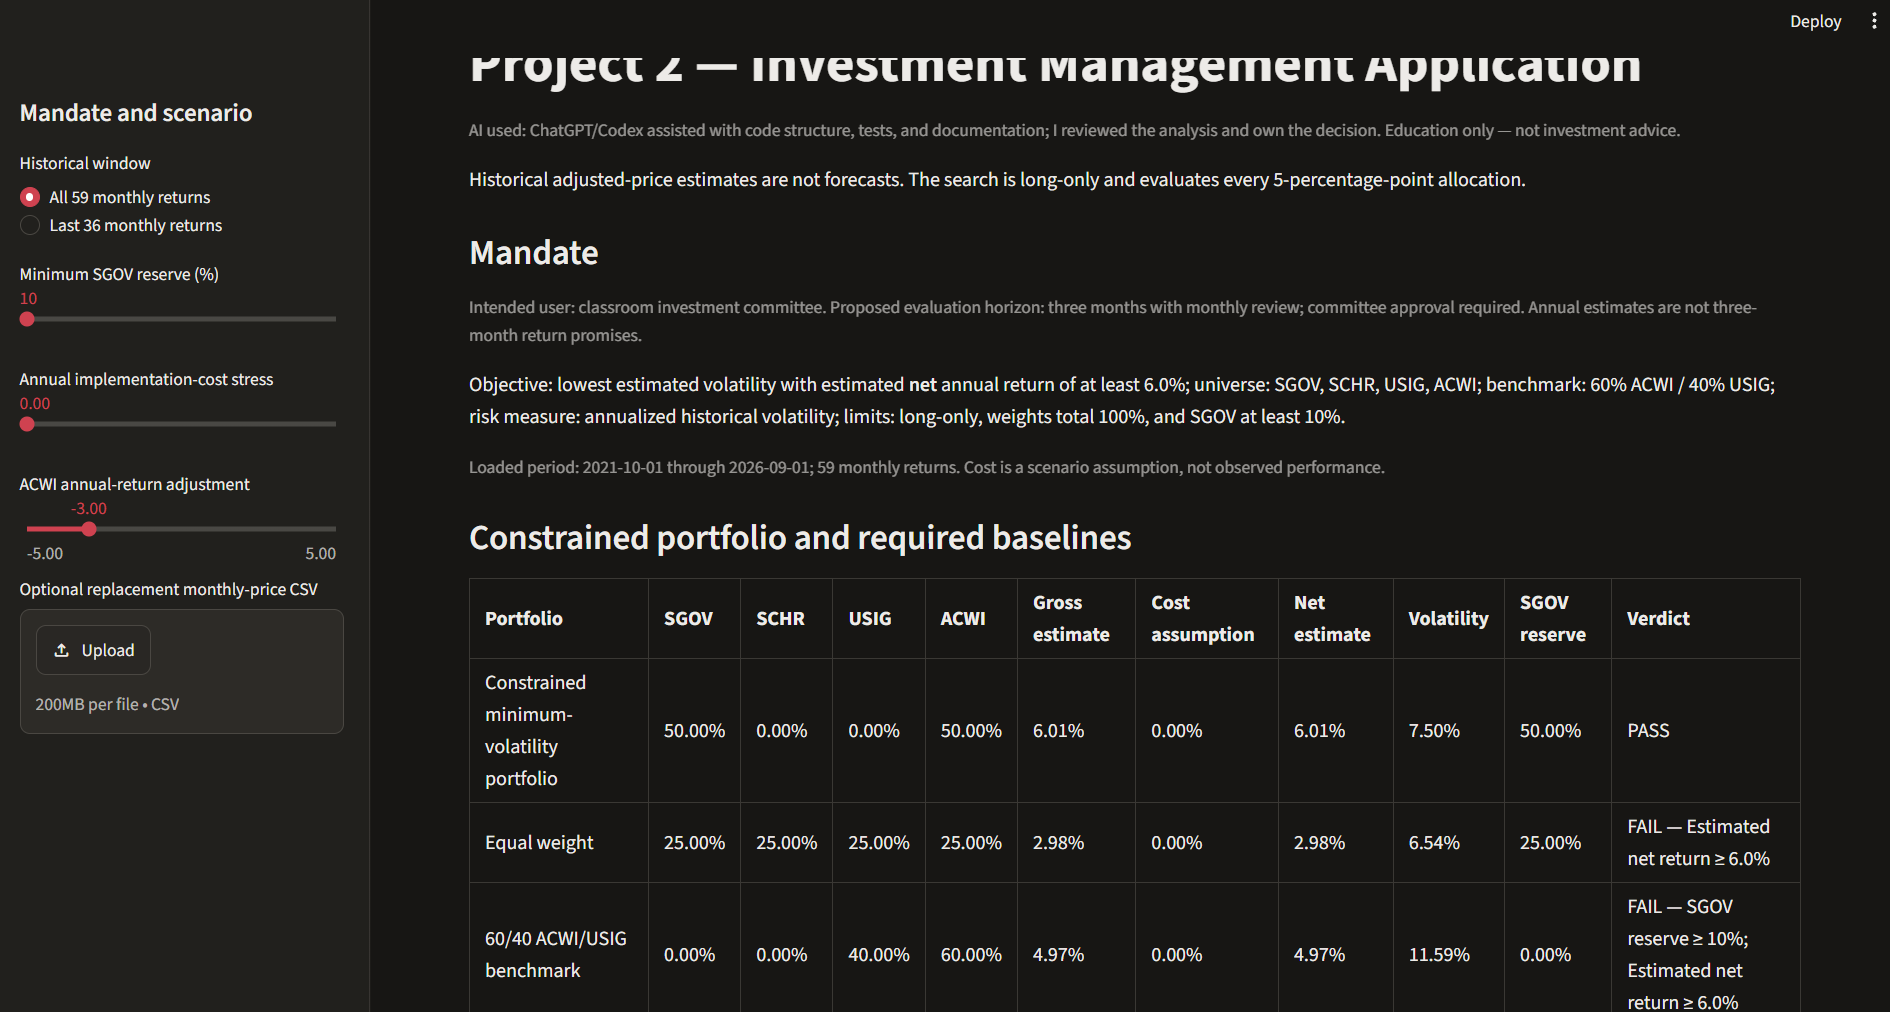 Deploy
Mandate and scenario
Historical window
All 59 monthly returns
Last 36 monthly returns
Minimum SGOV reserve (%)
10
Annual implementation-cost stress
0.00
ACWI annual-return adjustment
-3.00
-5.00 5.00
Optional replacement monthly-price CSV
Upload
200MB per file • CSV
Project 2 — Investment Management Application
AI used: ChatGPT/Codex assisted with code structure, tests, and documentation; I reviewed the analysis and own the decision. Education only — not investment advice.
Historical adjusted-price estimates are not forecasts. The search is long-only and evaluates every 5-percentage-point allocation.
Mandate
Intended user: classroom investment committee. Proposed evaluation horizon: three months with monthly review; committee approval required. Annual estimates are not three-
month return promises.
Objective: lowest estimated volatility with estimated net annual return of at least 6.0%; universe: SGOV, SCHR, USIG, ACWI; benchmark: 60% ACWI / 40% USIG;
risk measure: annualized historical volatility; limits: long-only, weights total 100%, and SGOV at least 10%.
Loaded period: 2021-10-01 through 2026-09-01; 59 monthly returns. Cost is a scenario assumption, not observed performance.
Constrained portfolio and required baselines
Portfolio SGOV SCHR USIG ACWI Gross estimate Cost assumption Net estimate Volatility SGOV reserve Verdict
Constrained minimum-volatility portfolio 50.00% 0.00% 0.00% 50.00% 6.01% 0.00% 6.01% 7.50% 50.00% PASS
Equal weight 25.00% 25.00% 25.00% 25.00% 2.98% 0.00% 2.98% 6.54% 25.00% FAIL — Estimated net return ≥ 6.0%
60/40 ACWI/USIG benchmark 0.00% 0.00% 40.00% 60.00% 4.97% 0.00% 4.97% 11.59% 0.00% FAIL — SGOV reserve ≥ 10%; Estimated net return ≥ 6.0%